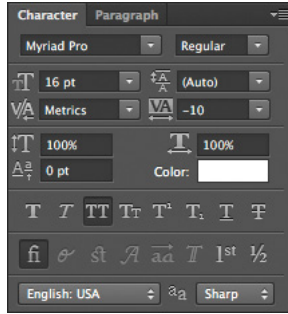 Character Paragraph
Myriad Pro Regular
16 pt (Auto)
Metrics -10
100% 100%
0 pt Color:
T T TT Tт T¹ T₁ T T
fi st A aa T 1st ½
English: USA aa Sharp